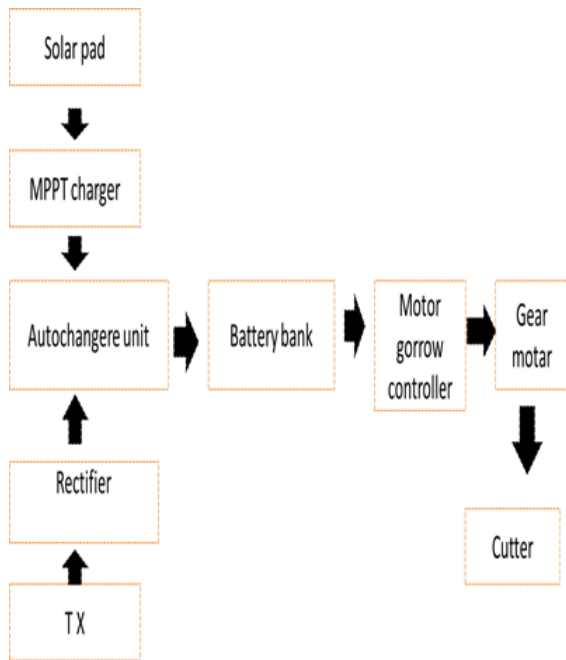 Solar pad
MPPT charger
Autochangere unit
Battery bank
Motor
gorrow
controller
Gear
motar
Rectifier
Cutter
T X